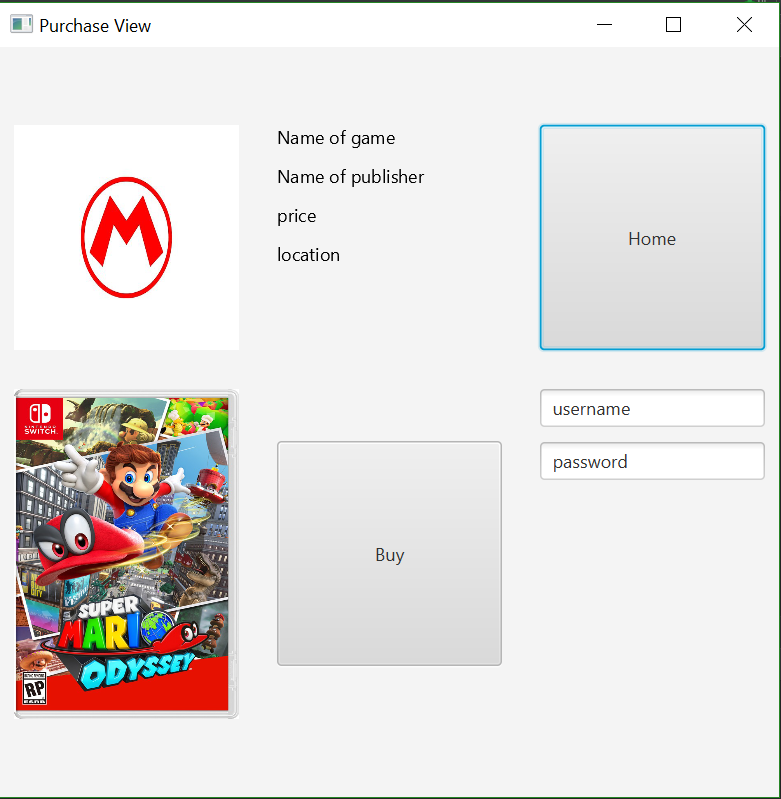 Purchase View
M
Name of game
Name of publisher
price
location
Home
NINTENDO
SWITCH
SUPER
MARIO
ODYSSEY
RP
Buy
username
password